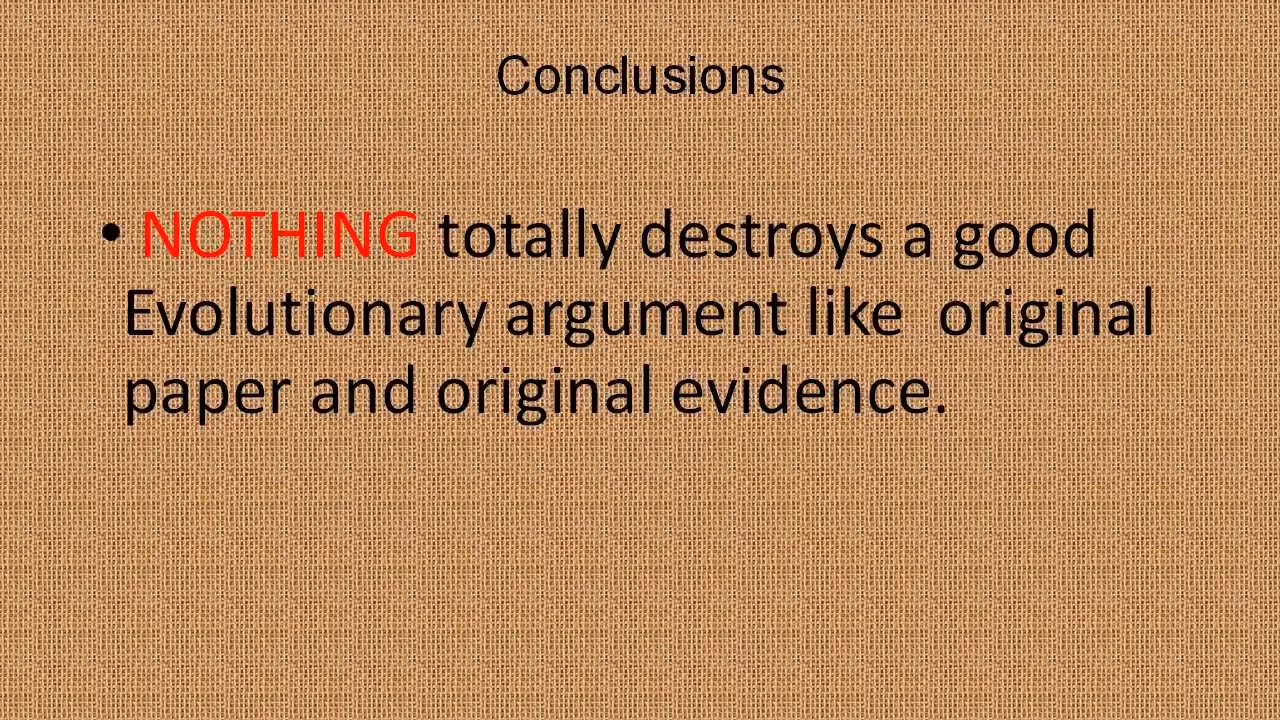 Conclusions
• NOTHING totally destroys a good
Evolutionary argument like  original
paper and original evidence.